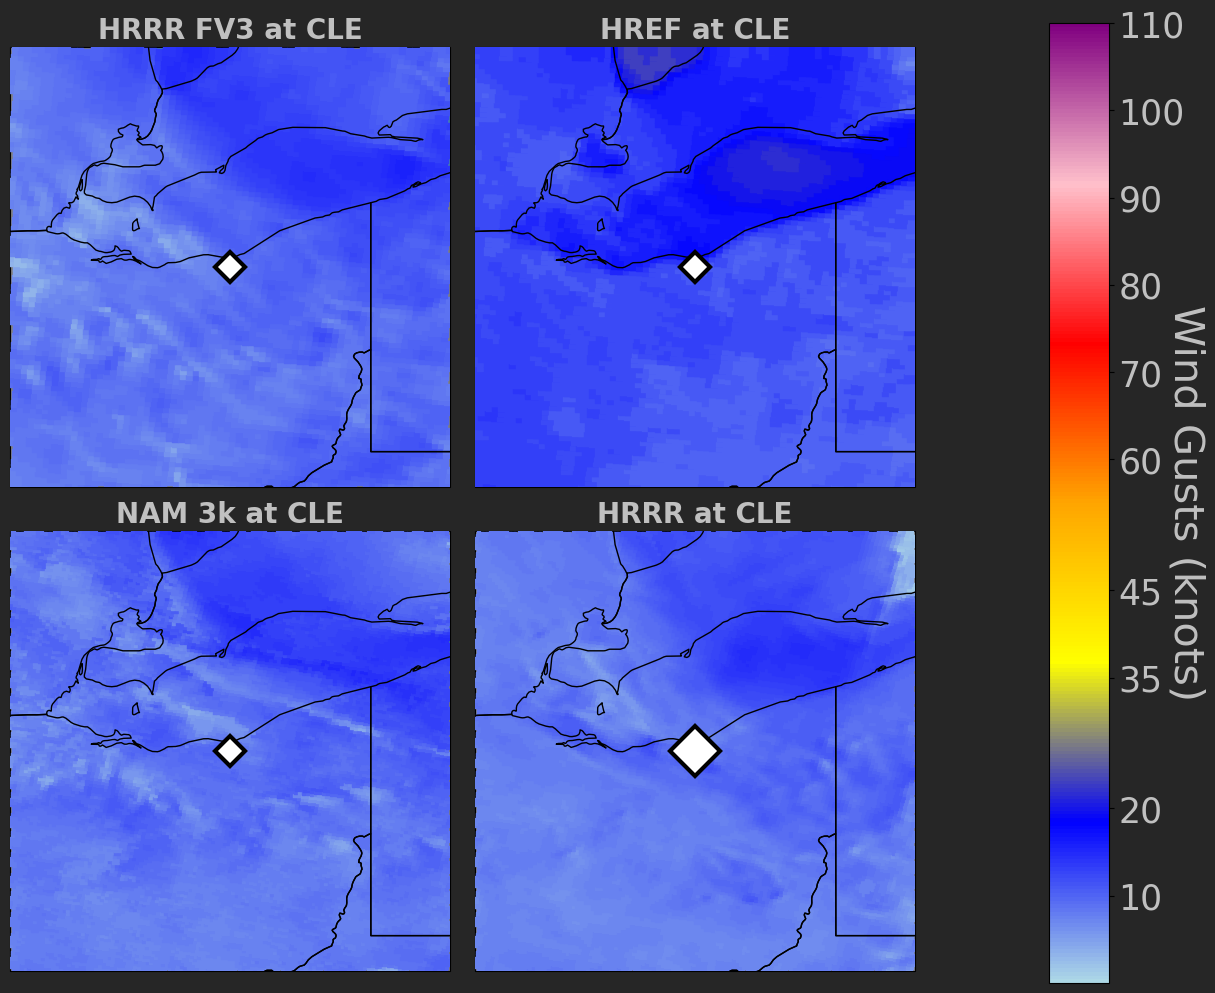 HRRR FV3 at CLE
HREF at CLE
NAM 3k at CLE
HRRR at CLE
110
100
90
80
70
60
45
35
20
10
Wind Gusts (knots)